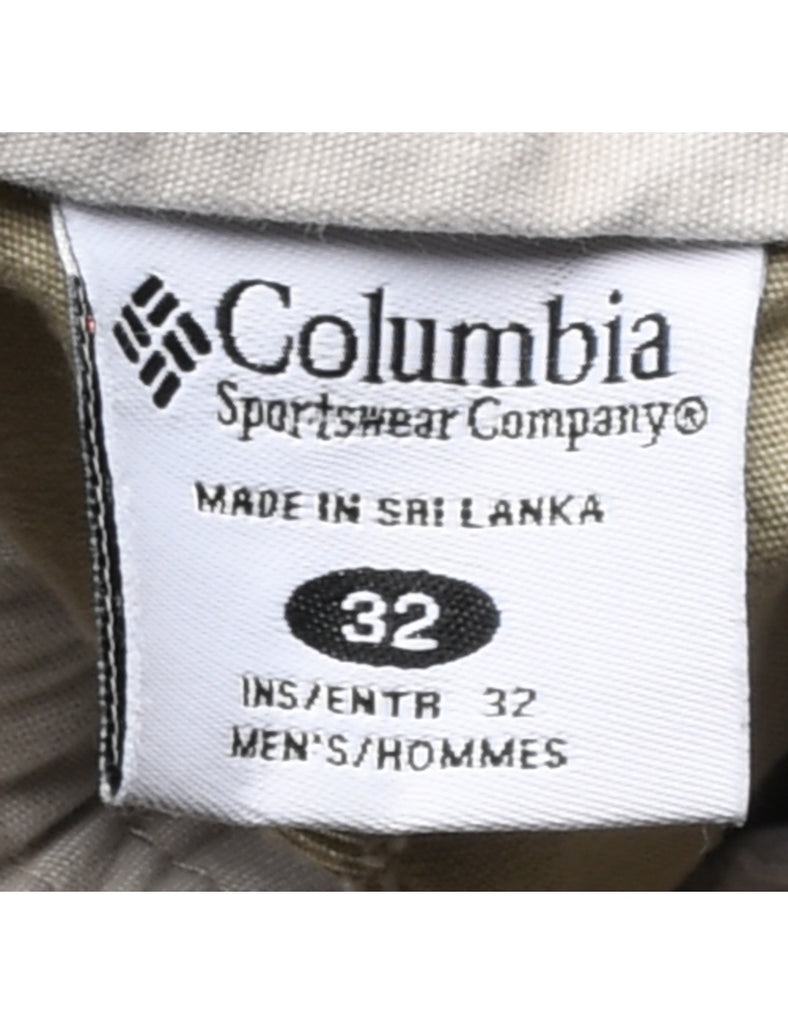 Columbia
Sportswear Company®
MADE IN SRI LANKA
32
INS/ENTR 32
MEN'S/HOMMES